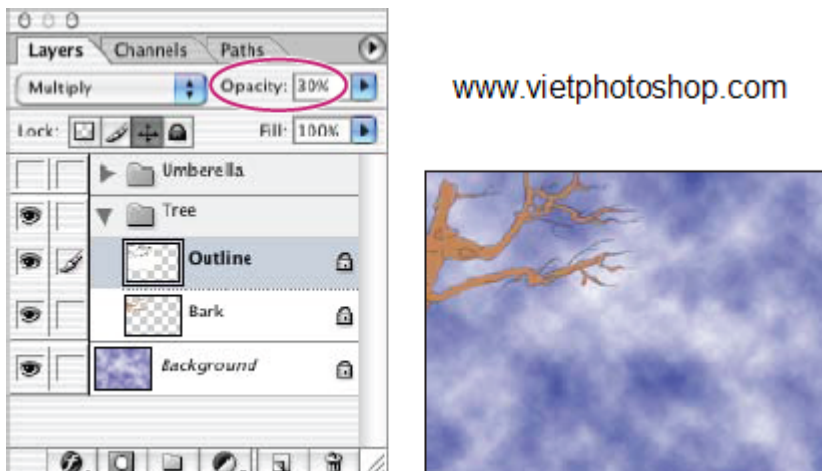 Layers Channels Paths
Multiply Opacity: 30%
Lock: Fill: 100%
Umberella
Tree
Outline
Bark
Background
www.vietphotoshop.com